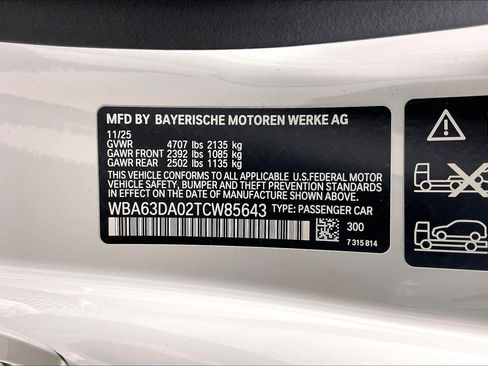 MFD BY BAYERISCHE MOTOREN WERKE AG
11/25
GVWR 4707 lbs 2135 kg
GAWR FRONT 2392 lbs 1085 kg
GAWR REAR 2502 lbs 1135 kg
THIS VEHICLE CONFORMS TO ALL APPLICABLE U.S.FEDERAL MOTOR
VEHICLE SAFETY, BUMPER AND THEFT PREVENTION STANDARDS IN
EFFECT ON THE DATE OF MANUFACTURE SHOWN ABOVE.
WBA63DA02TCW85643 TYPE: PASSENGER CAR
300
7 315 814